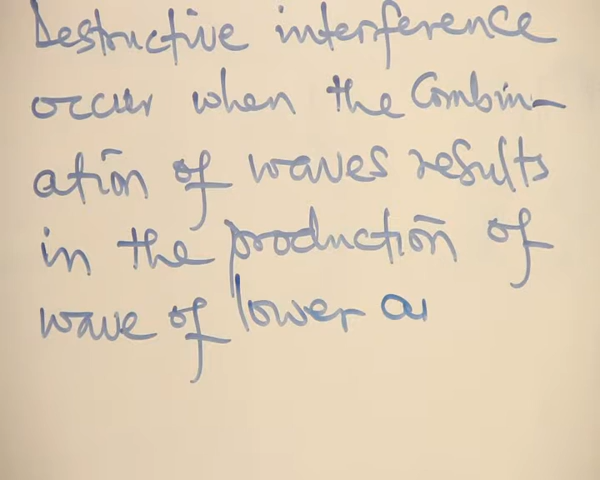 Destructive interference
occur when the Combin-
ation of waves results
in the production of
wave of lower a